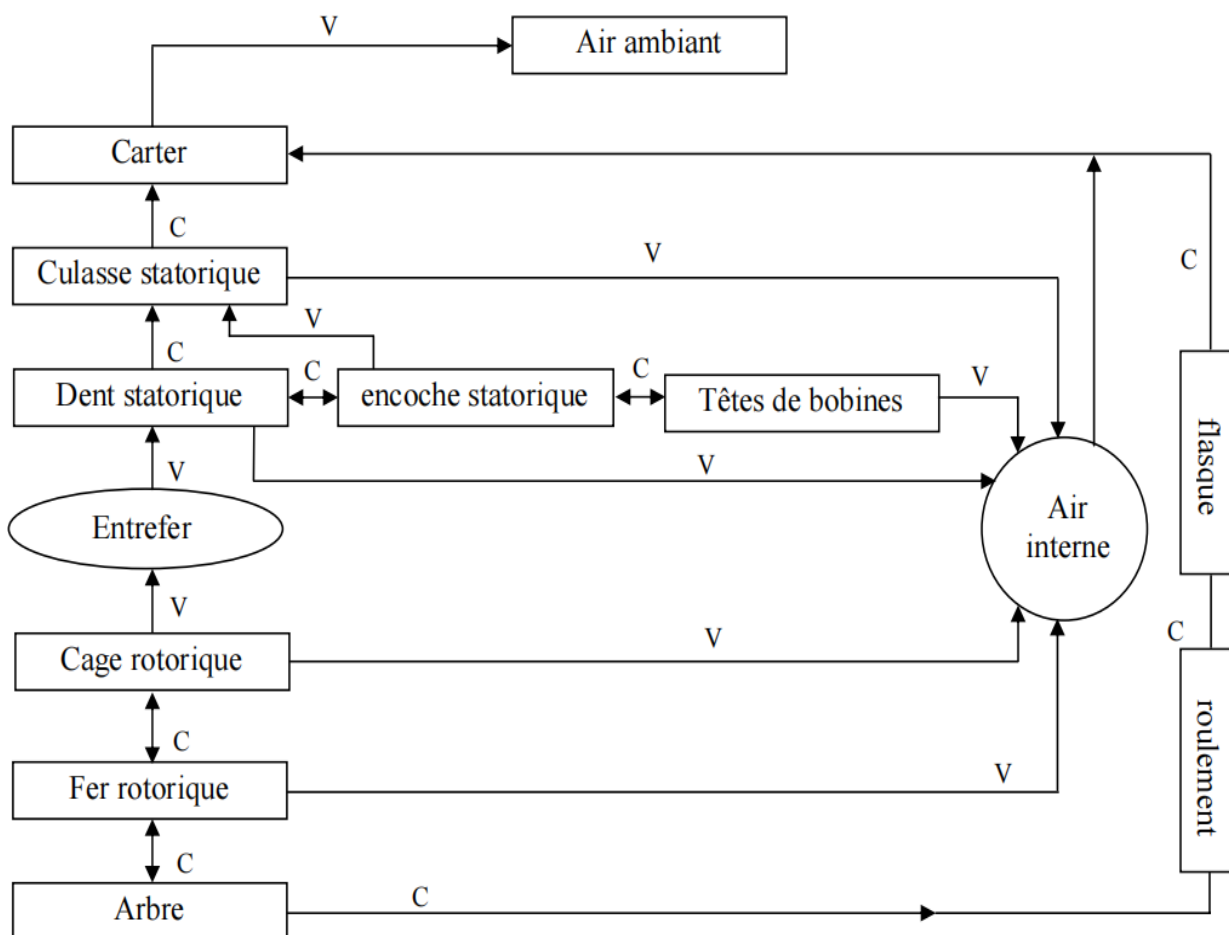 V
Air ambiant
Carter
C
V
Culasse statorique
C
V
C
C
C
V
Dent statorique
encoche statorique
Têtes de bobines
flasque
V
V
Entrefer
Air
interne
V
C
Cage rotorique
V
roulement
C
Fer rotorique
V
C
Arbre
C